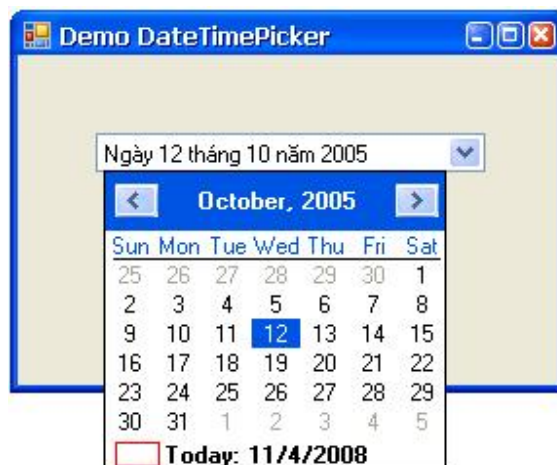 Demo DateTimePicker
Ngày 12 tháng 10 năm 2005
October, 2005
Sun Mon Tue Wed Thu Fri Sat
25 26 27 28 29 30 1
2 3 4 5 6 7 8
9 10 11 12 13 14 15
16 17 18 19 20 21 22
23 24 25 26 27 28 29
30 31 1 2 3 4 5
Today: 11/4/2008